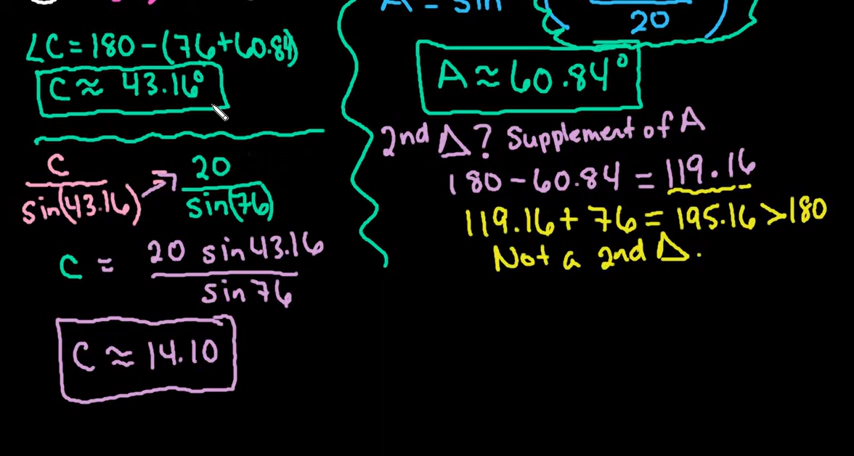 ∠C = 180 - (76 + 60.84)
C ≈ 43.16°
c / sin(43.16) = 20 / sin(76)
c = 20 sin 43.16 / sin 76
c ≈ 14.10
A = sin
20
A ≈ 60.84°
2nd Δ? Supplement of A
180 - 60.84 = 119.16
119.16 + 76 = 195.16 > 180
Not a 2nd Δ.